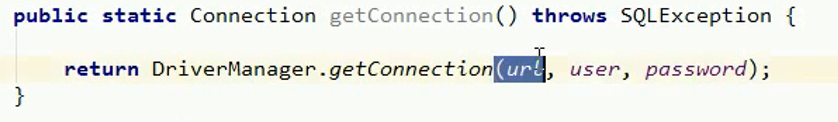 public static Connection getConnection() throws SQLException {
return DriverManager.getConnection(url, user, password);
}